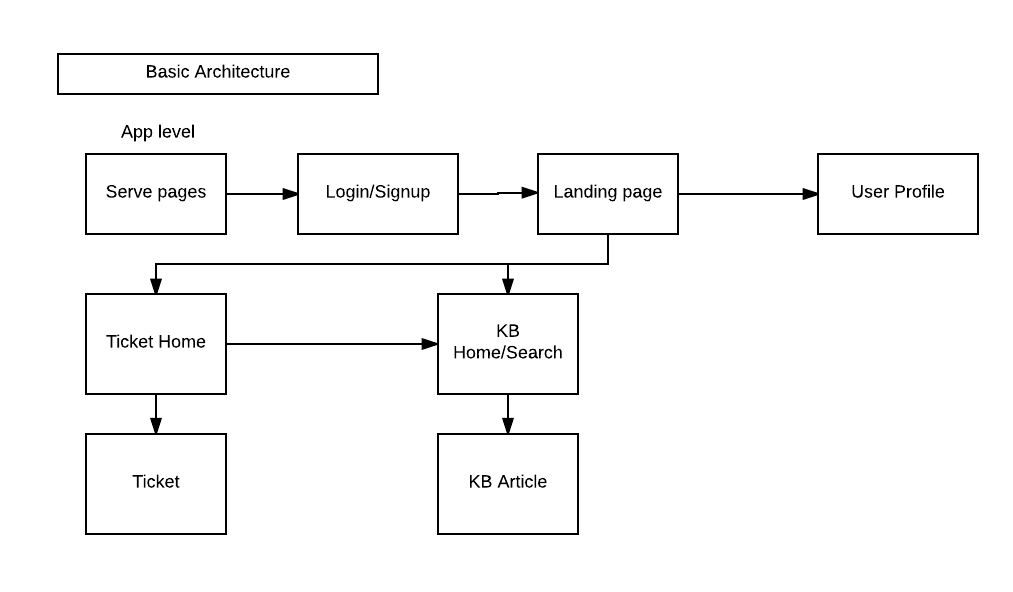 Basic Architecture
App level
Serve pages
Login/Signup
Landing page
User Profile
Ticket Home
KB
Home/Search
Ticket
KB Article